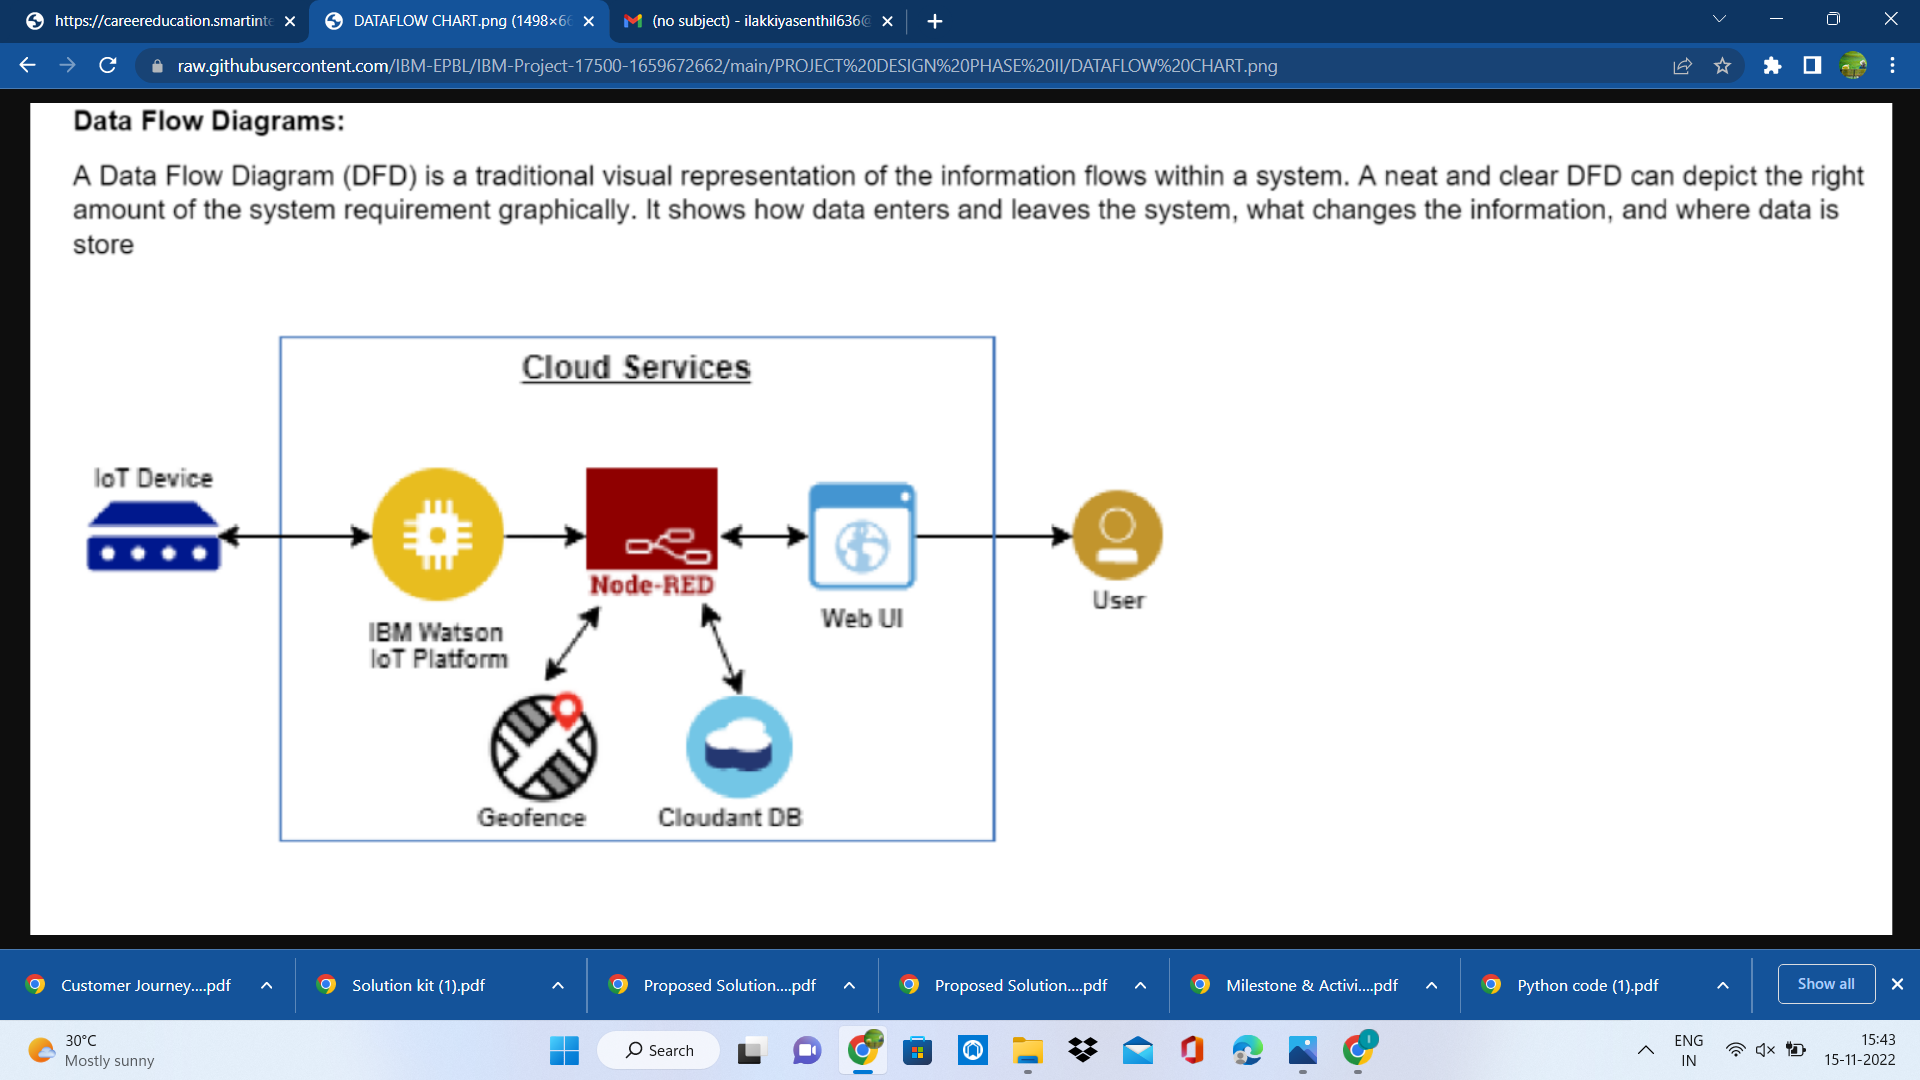 https://careereducation.smartinte
DATAFLOW CHART.png (1498×66
(no subject) - ilakkiyasenthil636@
raw.githubusercontent.com/IBM-EPBL/IBM-Project-17500-1659672662/main/PROJECT%20DESIGN%20PHASE%20II/DATAFLOW%20CHART.png
Data Flow Diagrams:
A Data Flow Diagram (DFD) is a traditional visual representation of the information flows within a system. A neat and clear DFD can depict the right
amount of the system requirement graphically. It shows how data enters and leaves the system, what changes the information, and where data is
store
Cloud Services
IoT Device
Node-RED
IBM Watson
IoT Platform
Web UI
User
Geofence
Cloudant DB
Customer Journey....pdf
Solution kit (1).pdf
Proposed Solution....pdf
Proposed Solution....pdf
Milestone & Activi....pdf
Python code (1).pdf
Show all
30°C
Mostly sunny
Search
ENG
IN
15:43
15-11-2022